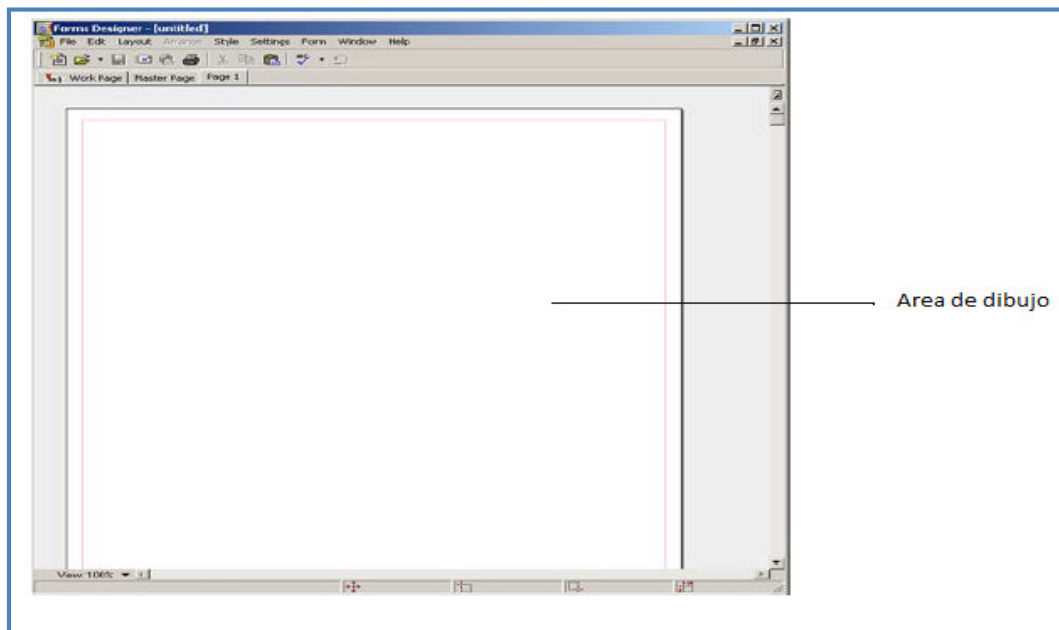 Forms Designer - [untitled]
File Edit Layout Arrange Style Settings Form Window Help
Work Page Master Page Page 1
Area de dibujo
View: 100%